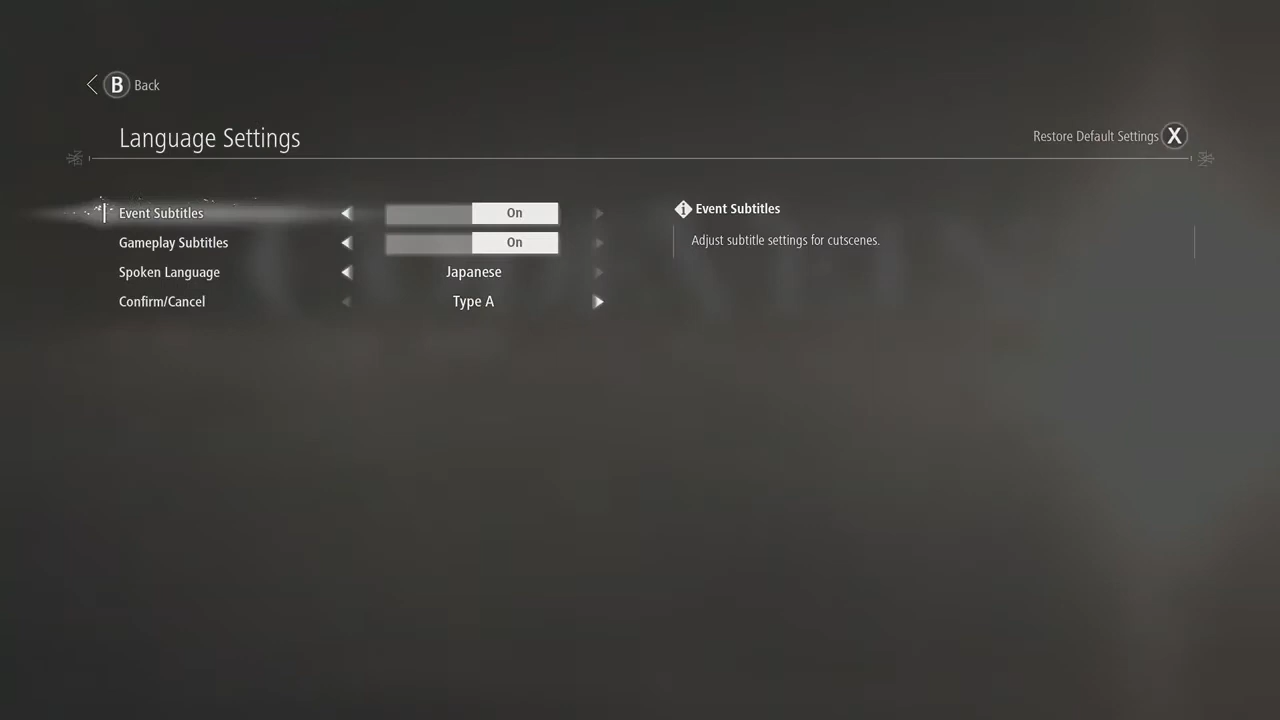 B Back
Language Settings
Restore Default Settings X
Event Subtitles On
Gameplay Subtitles On
Spoken Language Japanese
Confirm/Cancel Type A
Event Subtitles
Adjust subtitle settings for cutscenes.